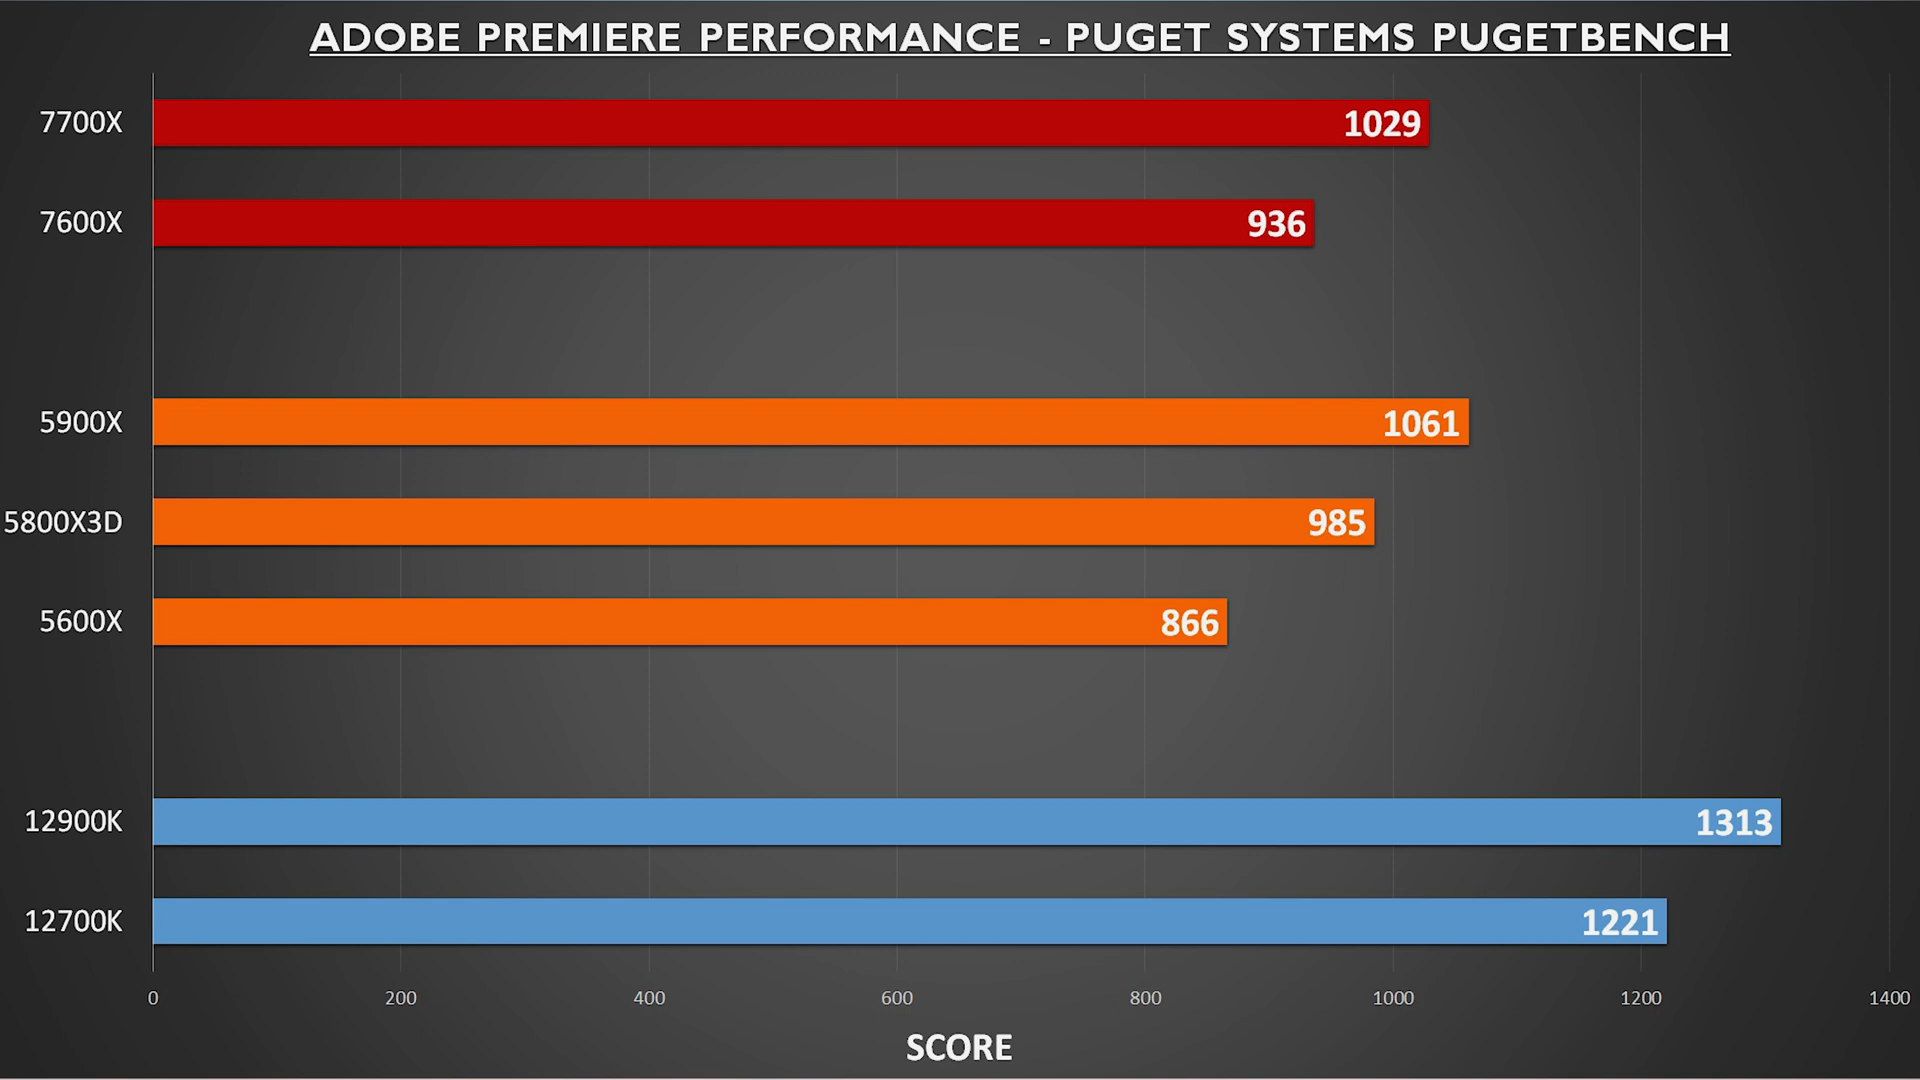 ADOBE PREMIERE PERFORMANCE - PUGET SYSTEMS PUGETBENCH
7700X 1029
7600X 936
5900X 1061
5800X3D 985
5600X 866
12900K 1313
12700K 1221
0 200 400 600 800 1000 1200 1400
SCORE